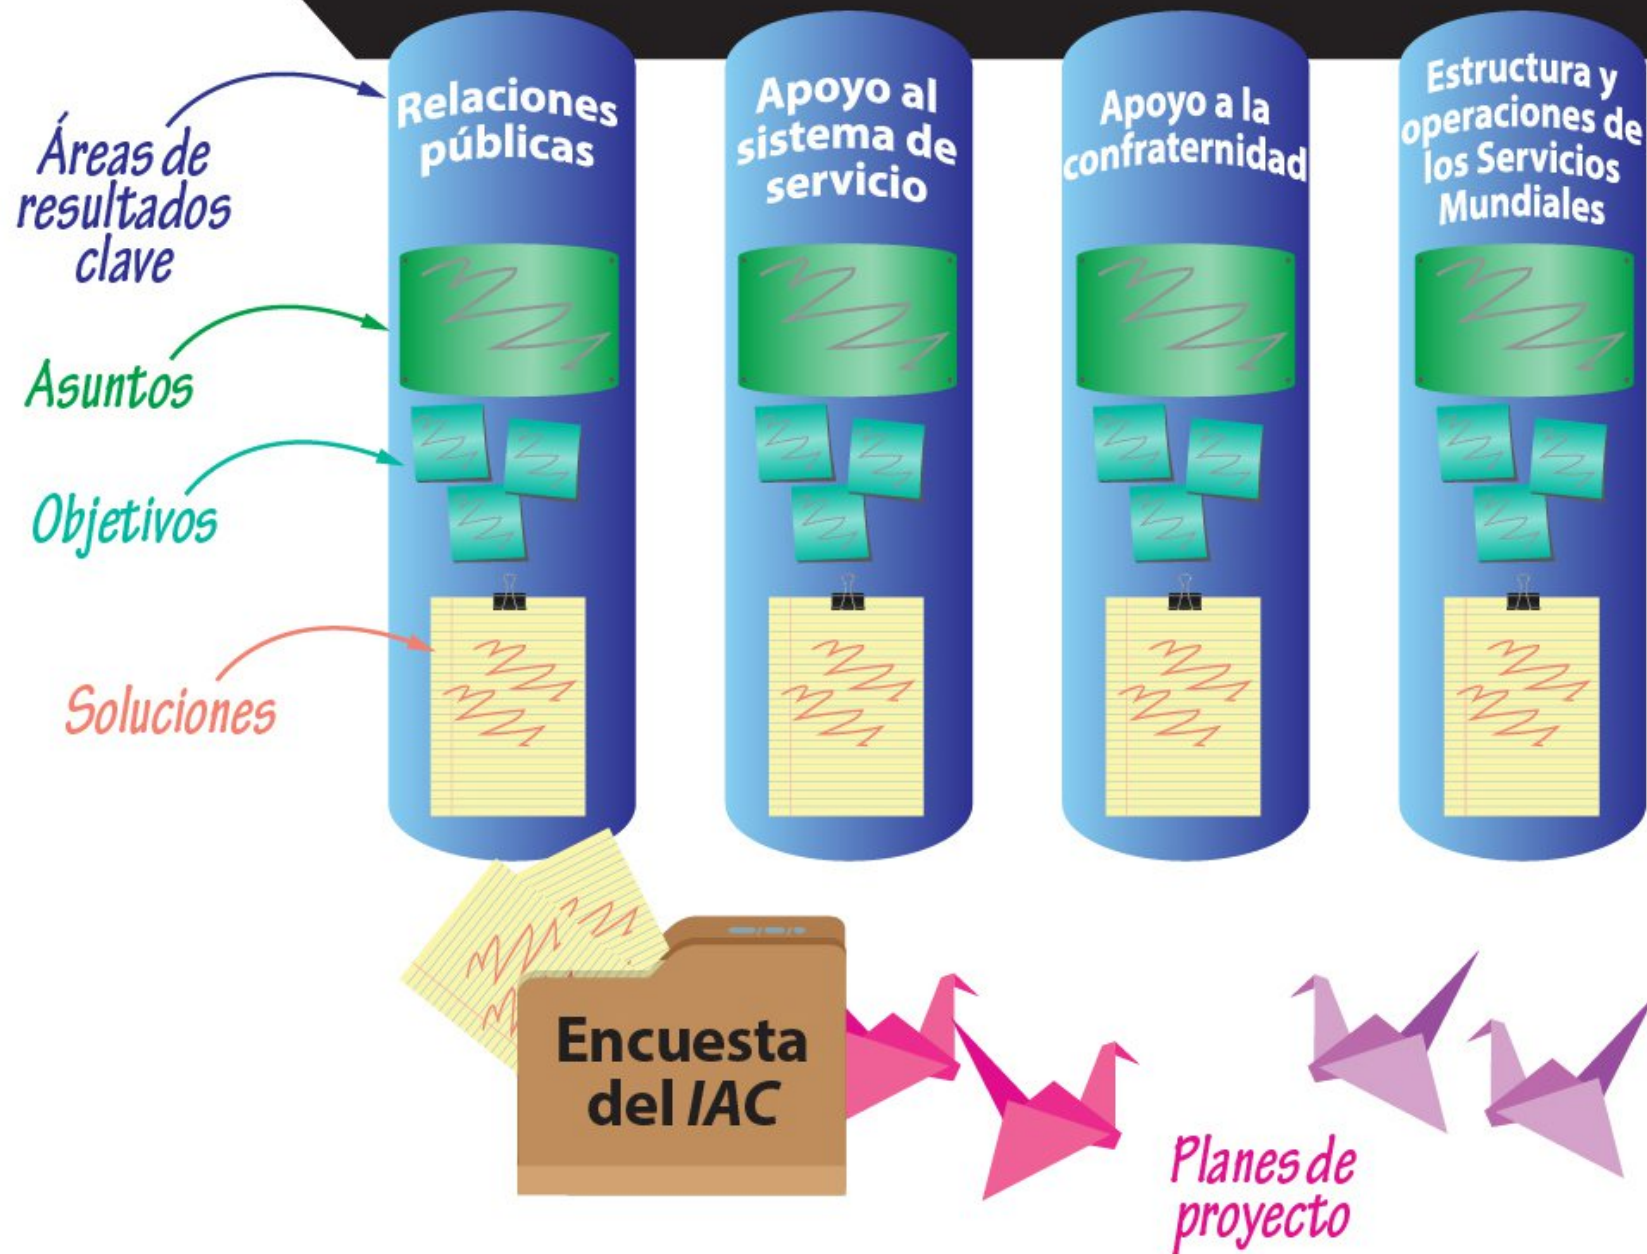 Relaciones
públicas
Apoyo al
sistema de
servicio
Apoyo a la
confraternidad
Estructura y
operaciones de
los Servicios
Mundiales
Áreas de
resultados
clave
Asuntos
Objetivos
Soluciones
Encuesta
del IAC
Planes de
proyecto